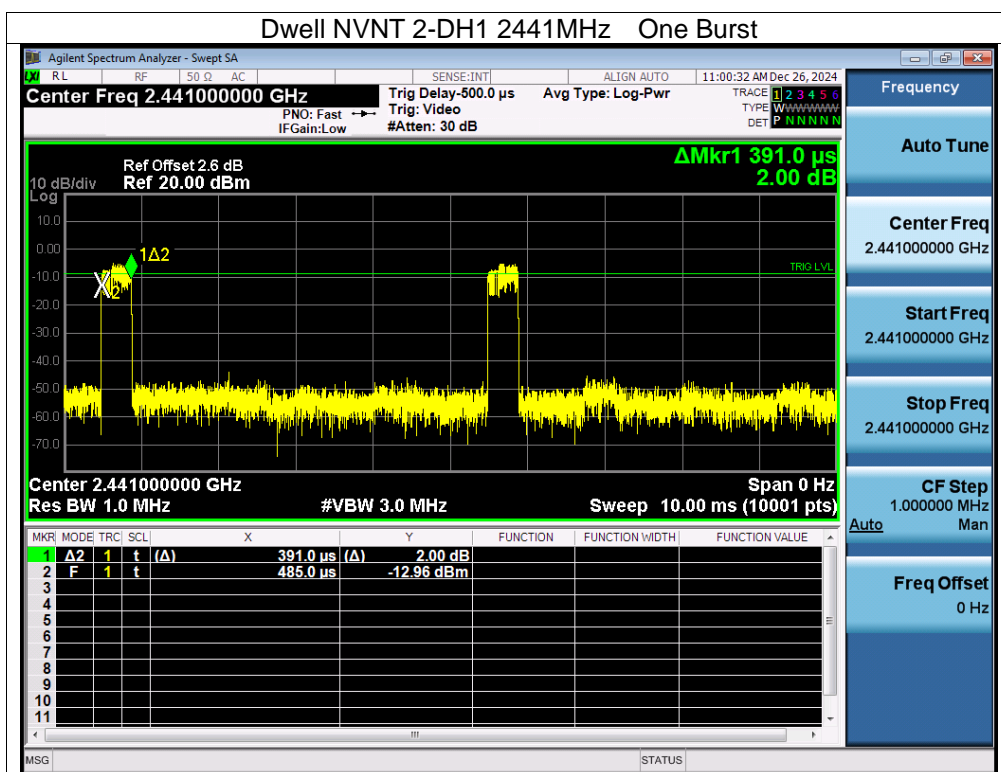 Dwell NVNT 2-DH1 2441MHz One Burst
Agilent Spectrum Analyzer - Swept SA
LXI RL RF 50 Ω AC SENSE:INT ALIGN AUTO 11:00:32 AM Dec 26, 2024
Center Freq 2.441000000 GHz Trig Delay-500.0 µs Avg Type: Log-Pwr TRACE 1 2 3 4 5 6
PNO: Fast Trig: Video TYPE WWWWWW
IFGain:Low #Atten: 30 dB DET P N N N N N
Frequency
Auto Tune
Center Freq
2.441000000 GHz
Start Freq
2.441000000 GHz
Stop Freq
2.441000000 GHz
CF Step
1.000000 MHz
Auto Man
Freq Offset
0 Hz
ΔMkr1 391.0 µs
2.00 dB
Ref Offset 2.6 dB
10 dB/div Ref 20.00 dBm
Log
10.0
0.00
-10.0
-20.0
-30.0
-40.0
-50.0
-60.0
-70.0
1Δ2
2
TRIG LVL
Center 2.441000000 GHz Span 0 Hz
Res BW 1.0 MHz #VBW 3.0 MHz Sweep 10.00 ms (10001 pts)
MKR MODE TRC SCL X Y FUNCTION FUNCTION WIDTH FUNCTION VALUE
1 Δ2 1 t (Δ) 391.0 µs (Δ) 2.00 dB
2 F 1 t 485.0 µs -12.96 dBm
3
4
5
6
7
8
9
10
11
MSG STATUS